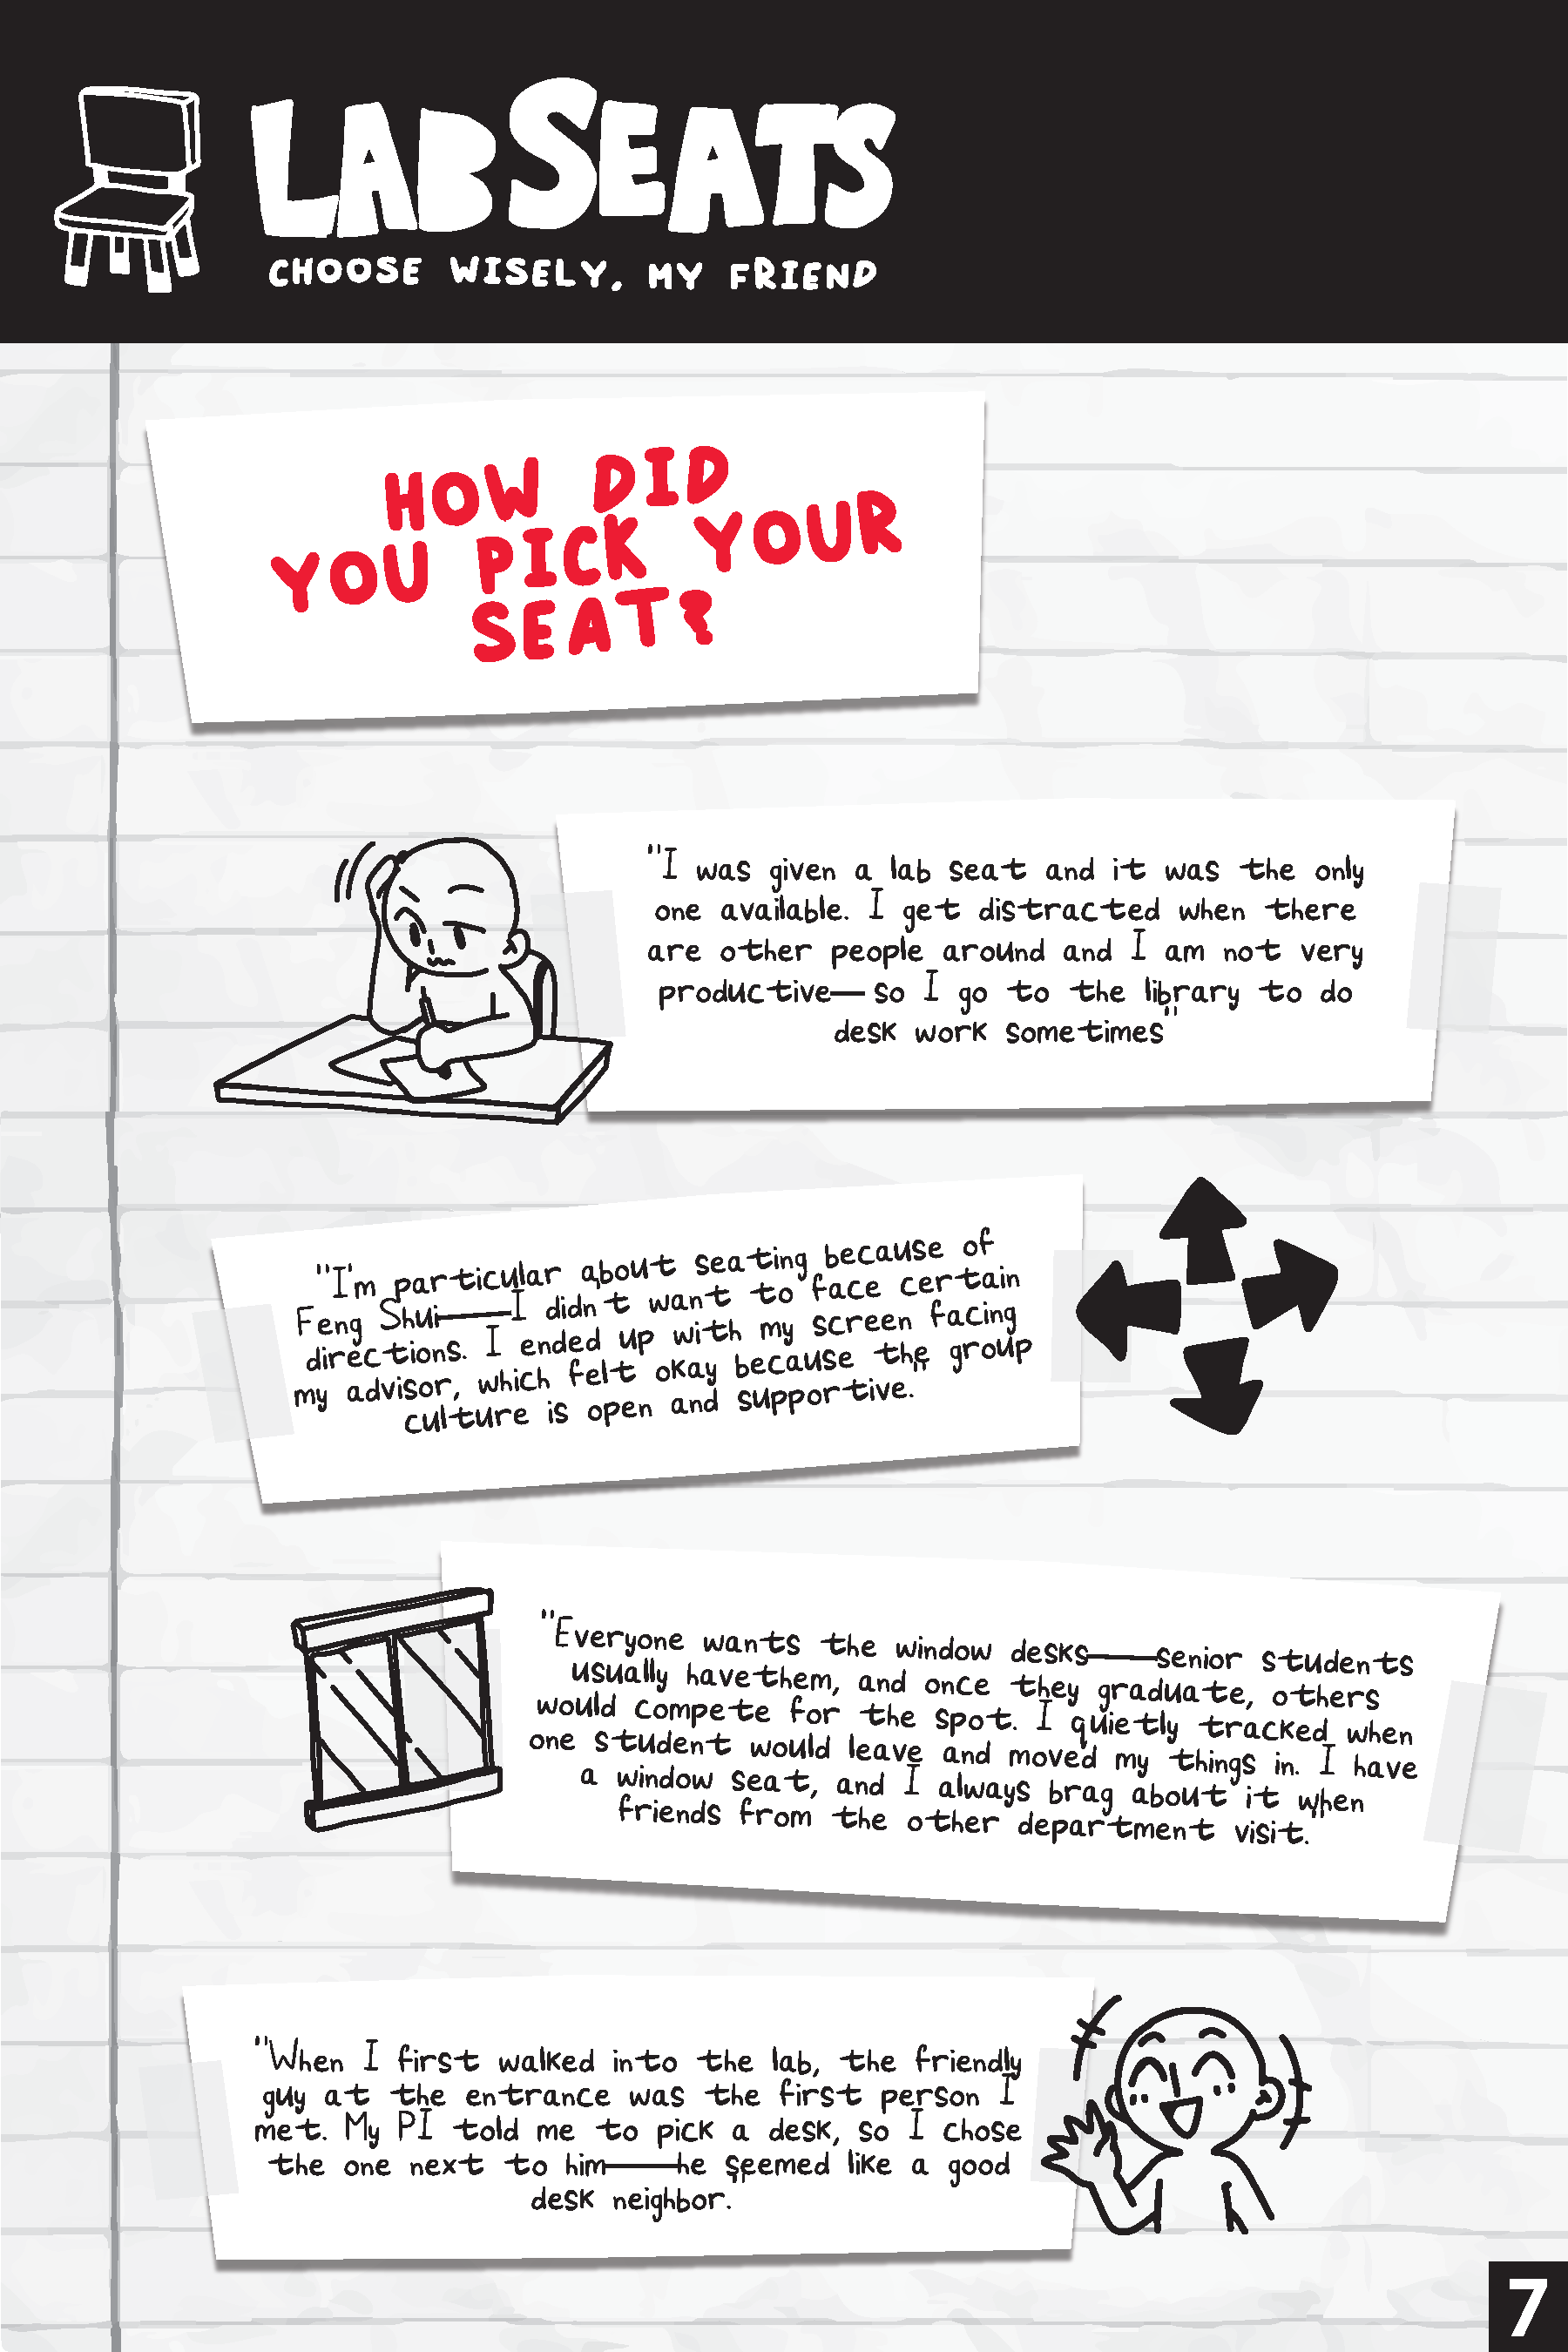 LAB SEATS
CHOOSE WISELY, MY FRIEND
HOW DID
YOU PICK YOUR
SEAT?
"I was given a lab seat and it was the only
one available. I get distracted when there
are other people around and I am not very
productive— so I go to the library to do
desk work sometimes"
"I'm particular about seating because of
Feng Shui——I didn't want to face certain
directions. I ended up with my screen facing
my advisor, which felt okay because the group
culture is open and supportive."
"Everyone wants the window desks——senior students
usually havethem, and once they graduate, others
would compete for the spot. I quietly tracked when
one student would leave and moved my things in. I have
a window seat, and I always brag about it when
friends from the other department visit."
"When I first walked into the lab, the friendly
guy at the entrance was the first person I
met. My PI told me to pick a desk, so I chose
the one next to him——he seemed like a good
desk neighbor."
7